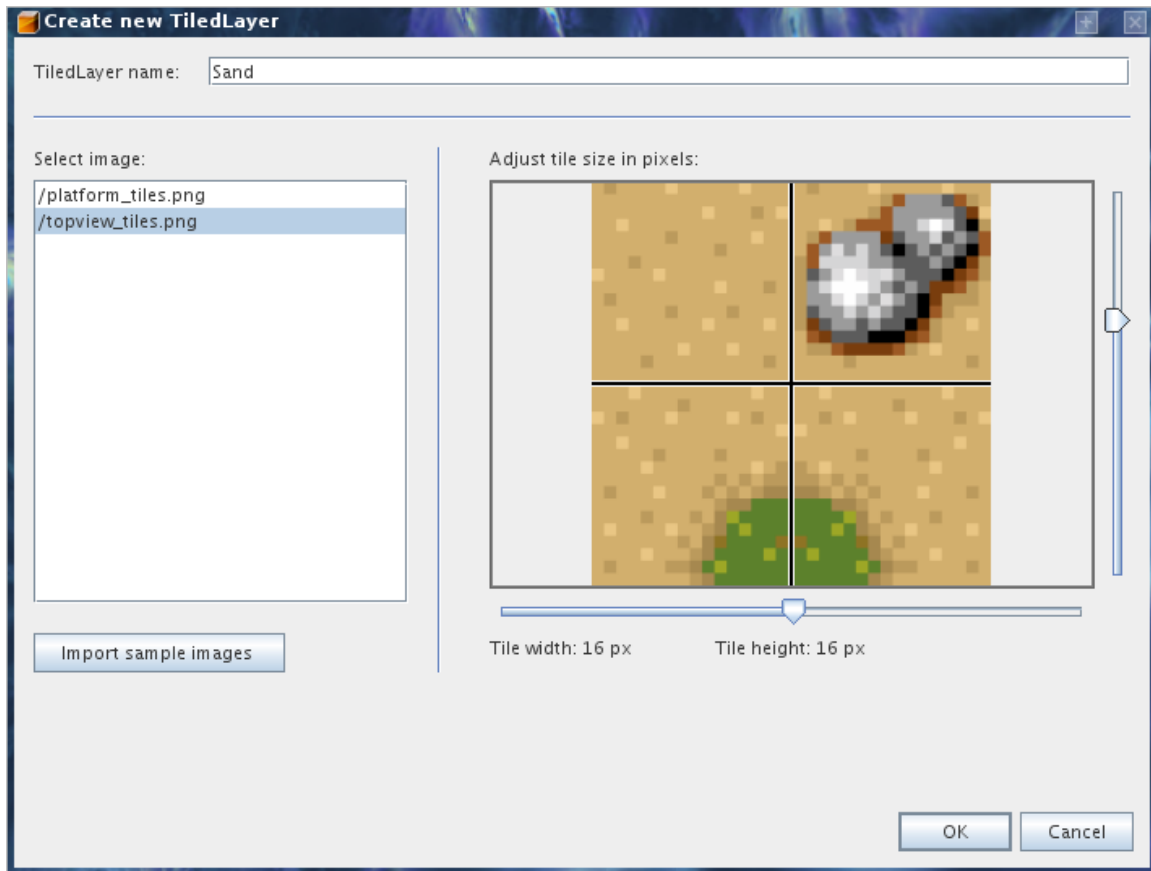 Create new TiledLayer
TiledLayer name: Sand
Select image:
/platform_tiles.png
/topview_tiles.png
Import sample images
Adjust tile size in pixels:
Tile width: 16 px Tile height: 16 px
OK Cancel